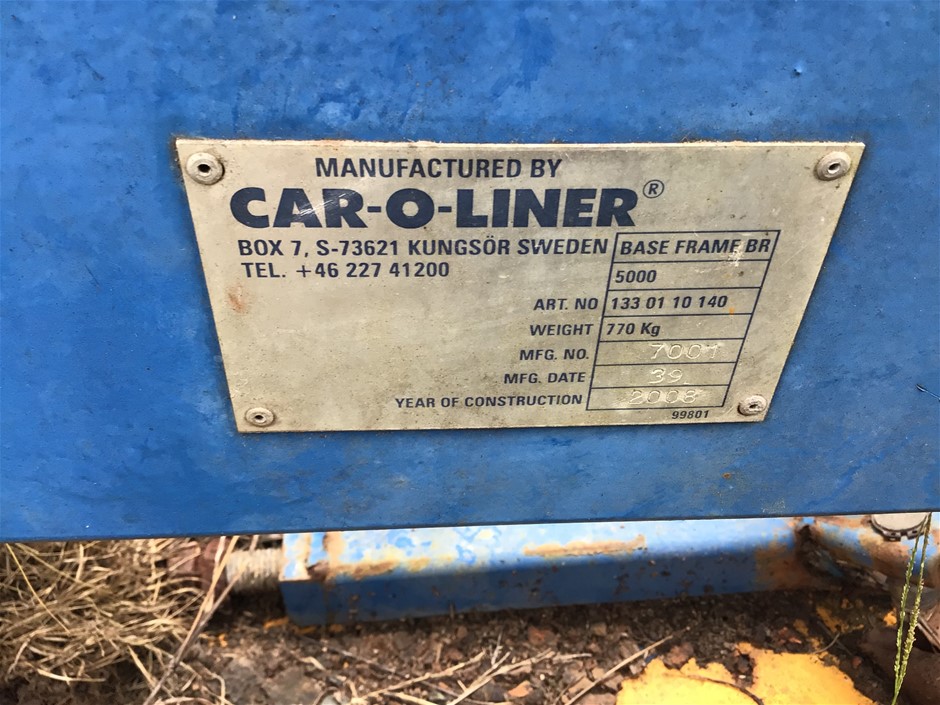 MANUFACTURED BY
CAR-O-LINER®
BOX 7, S-73621 KUNGSÖR SWEDEN
TEL. +46 227 41200
BASE FRAME BR
5000
ART. NO 133 01 10 140
WEIGHT 770 Kg
MFG. NO. 7001
MFG. DATE 39
YEAR OF CONSTRUCTION 2008
99801